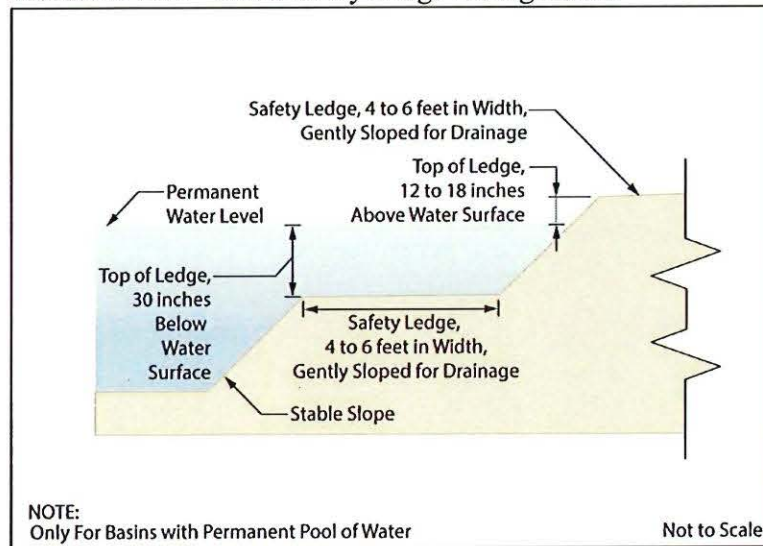 Safety Ledge, 4 to 6 feet in Width,
Gently Sloped for Drainage
Top of Ledge,
12 to 18 inches
Above Water Surface
Permanent
Water Level
Top of Ledge,
30 inches
Below
Water
Surface
Safety Ledge,
4 to 6 feet in Width,
Gently Sloped for Drainage
Stable Slope
NOTE:
Only For Basins with Permanent Pool of Water
Not to Scale